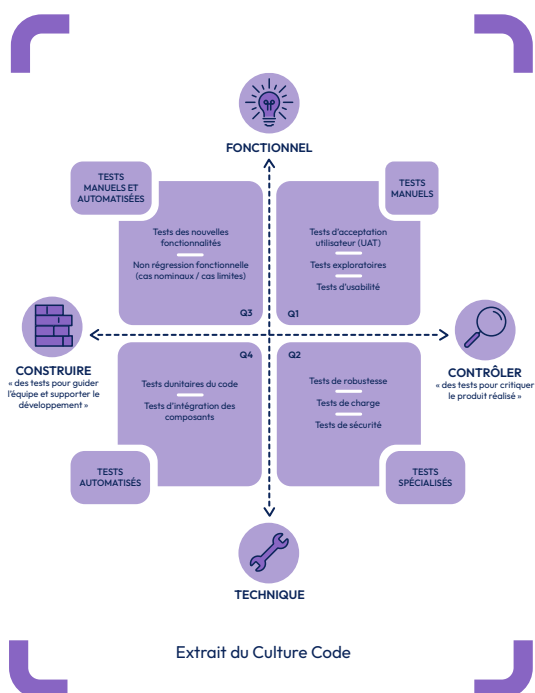 FONCTIONNEL
TESTS
MANUELS ET
AUTOMATISÉES
TESTS
MANUELS
Tests des nouvelles
fonctionnalités
Non régression fonctionnelle
(cas nominaux / cas limites)
Q3
Tests d'acceptation
utilisateur (UAT)
Tests exploratoires
Tests d'usabilité
Q1
CONSTRUIRE
« des tests pour guider
l'équipe et supporter le
développement »
CONTRÔLER
« des tests pour critiquer
le produit réalisé »
Q4
Tests dunitaires du code
Tests d'intégration des
composants
Q2
Tests de robustesse
Tests de charge
Tests de sécurité
TESTS
AUTOMATISÉS
TESTS
SPÉCIALISÉS
TECHNIQUE
Extrait du Culture Code